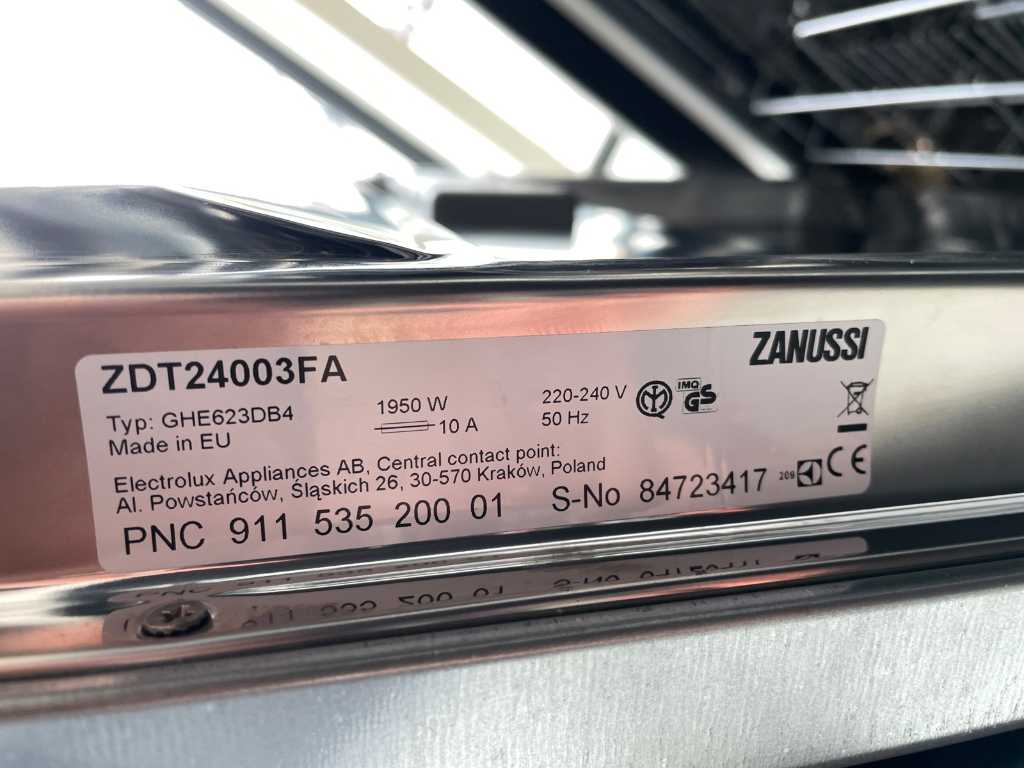 ZANUSSI
ZDT24003FA
Typ: GHE623DB4
Made in EU
1950 W
10 A
220-240 V
50 Hz
IMQ
GS
Electrolux Appliances AB, Central contact point:
Al. Powstańców, Śląskich 26, 30-570 Kraków, Poland
PNC 911 535 200 01 S-No 84723417 209 CE